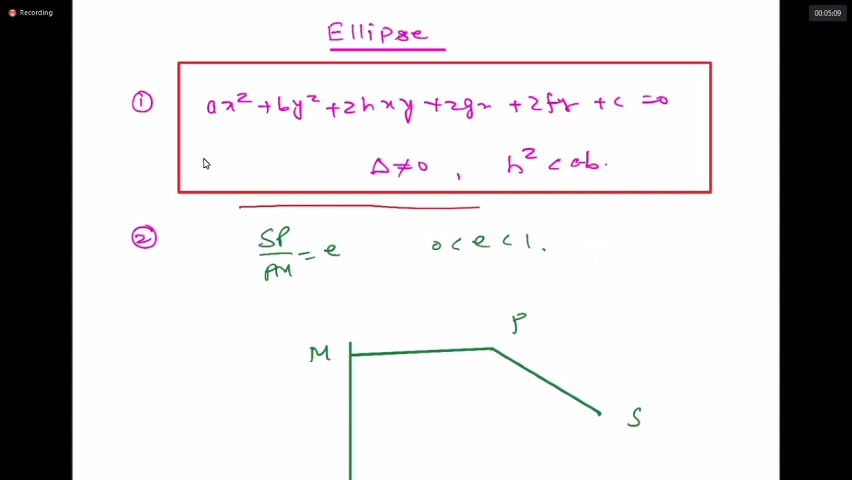 Recording
00:05:09
Ellipse
① ax²+by²+2hxy+2gx+2fy+c=0
Δ≠0, h²<ab.
② SP/PM = e 0<e<1.
P
M
S